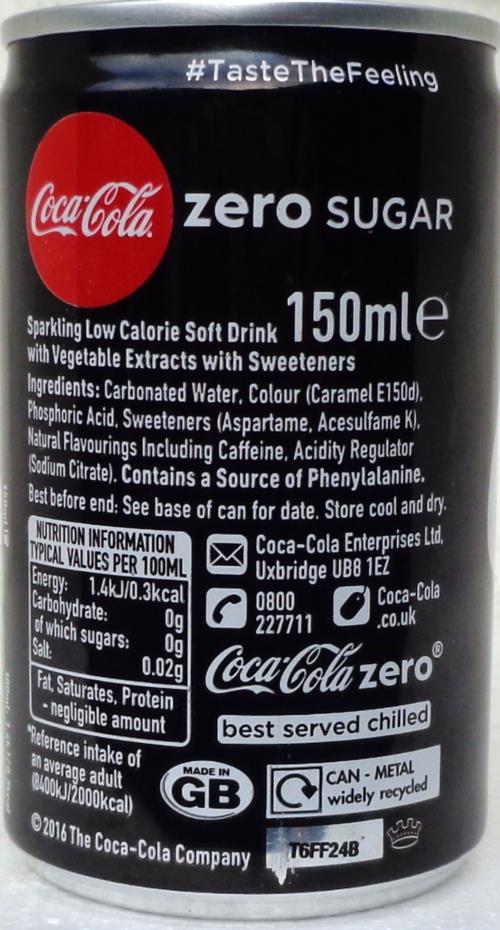 #TasteTheFeeling
Coca-Cola zero SUGAR
150ml e
Sparkling Low Calorie Soft Drink
with Vegetable Extracts with Sweeteners
Ingredients: Carbonated Water, Colour (Caramel E150d),
Phosphoric Acid, Sweeteners (Aspartame, Acesulfame K),
Natural Flavourings Including Caffeine, Acidity Regulator
(Sodium Citrate). Contains a Source of Phenylalanine.
Best before end: See base of can for date. Store cool and dry.
NUTRITION INFORMATION
TYPICAL VALUES PER 100ML
Energy: 1.4kJ/0.3kcal
Carbohydrate: 0g
of which sugars: 0g
Salt: 0.02g
Fat, Saturates, Protein
- negligible amount
*Reference intake of
an average adult
(8400kJ/2000kcal)
©2016 The Coca-Cola Company
Coca-Cola Enterprises Ltd,
Uxbridge UB8 1EZ
0800
227711
Coca-Cola
.co.uk
Coca-Cola zero®
best served chilled
MADE IN
GB
CAN - METAL
widely recycled
T6FF24B